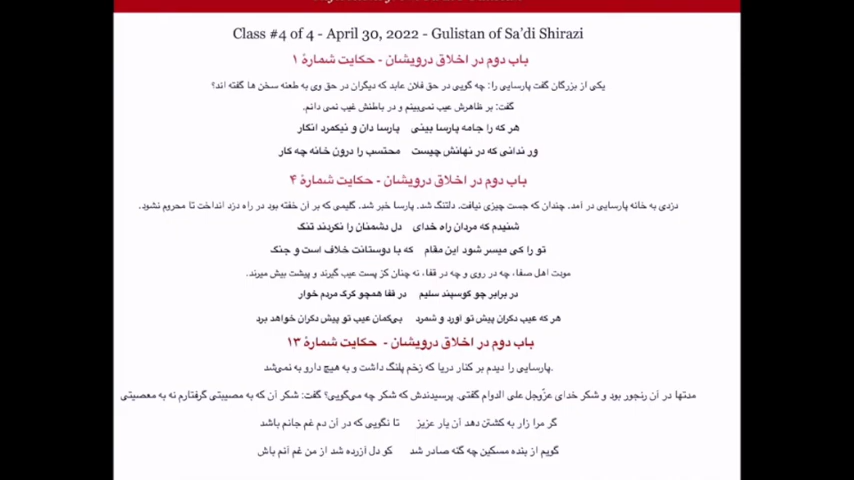 Class #4 of 4 - April 30, 2022 - Gulistan of Sa'di Shirazi
باب دوم در اخلاق درویشان - حکایت شمارهٔ ۱
یکی از بزرگان گفت پارسایی را: چه گویی در حق فلان عابد که دیگران در حق وی به طعنه سخن ها گفته اند؟
گفت: بر ظاهرش عیب نمی‌بینم و در باطنش غیب نمی دانم.
هر که را جامه پارسا بینی پارسا دان و نیکمرد انگار
ور ندانی که در نهانش چیست محتسب را درون خانه چه کار
باب دوم در اخلاق درویشان - حکایت شمارهٔ ۴
دزدی به خانه پارسایی در آمد. چندان که جست چیزی نیافت. دلتنگ شد. پارسا خبر شد. گلیمی که بر آن خفته بود در راه دزد انداخت تا محروم نشود.
شنیدم که مردان راه خدای دل دشمنان را نکردند تنگ
تو را کی میسر شود این مقام که با دوستانت خلاف است و جنگ
مودت اهل صفا، چه در روی و چه در قفا، نه چنان کز پست عیب گیرند و پیشت بیش میرند.
در برابر چو گوسپند سلیم در قفا همچو گرگ مردم خوار
هر که عیب دگران پیش تو آورد و شمرد بی‌گمان عیب تو پیش دگران خواهد برد
باب دوم در اخلاق درویشان - حکایت شمارهٔ ۱۳
پارسایی را دیدم بر کنار دریا که زخم پلنگ داشت و به هیچ دارو به نمی‌شد.
مدتها در آن رنجور بود و شکر خدای عزّوجل علی الدوام گفتی. پرسیدندش که شکر چه می‌گویی؟ گفت: شکر آن که به مصیبتی گرفتارم نه به معصیتی
گر مرا زار به کشتن دهد آن یار عزیز تا نگویی که در آن دم غم جانم باشد
گویم از بنده مسکین چه گنه صادر شد کو دل آزرده شد از من غم آنم باش